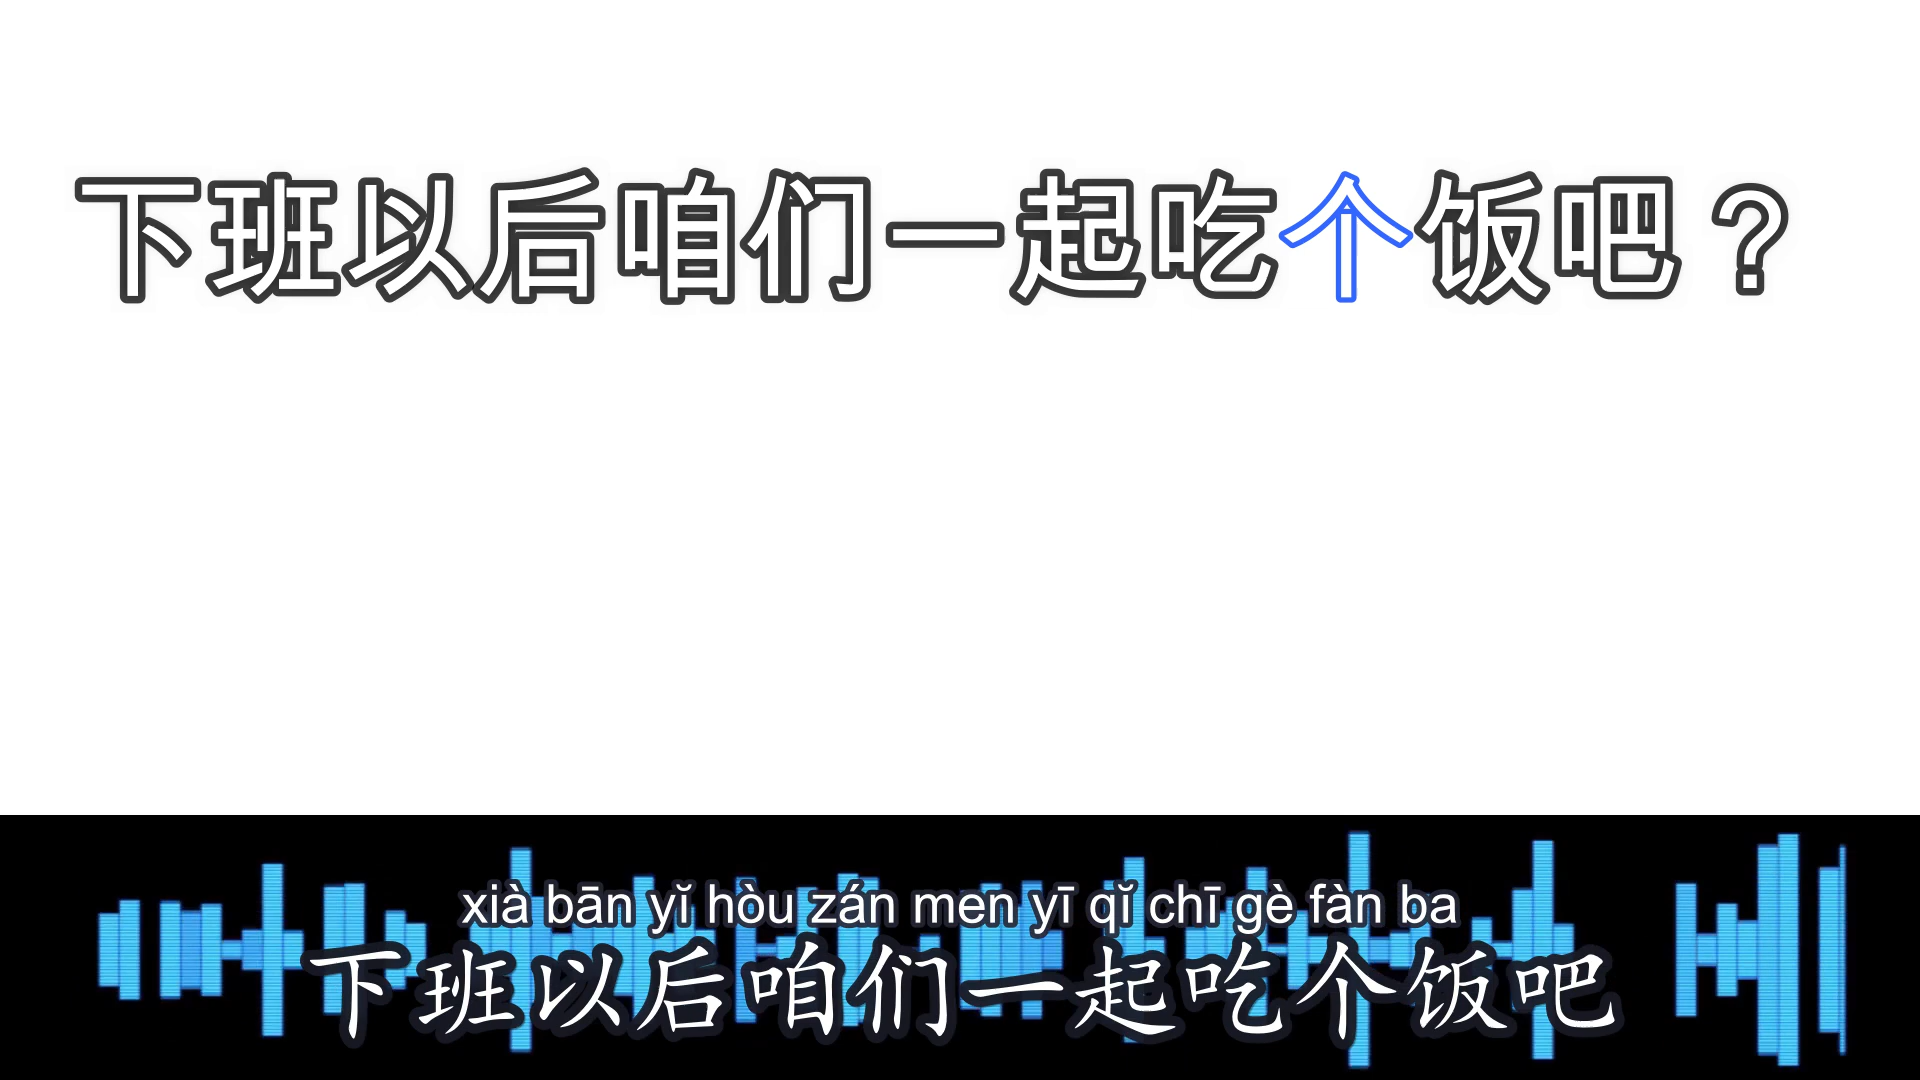 下班以后咱们一起吃个饭吧？
xià bān yǐ hòu zán men yī qǐ chī gè fàn ba
下班以后咱们一起吃个饭吧